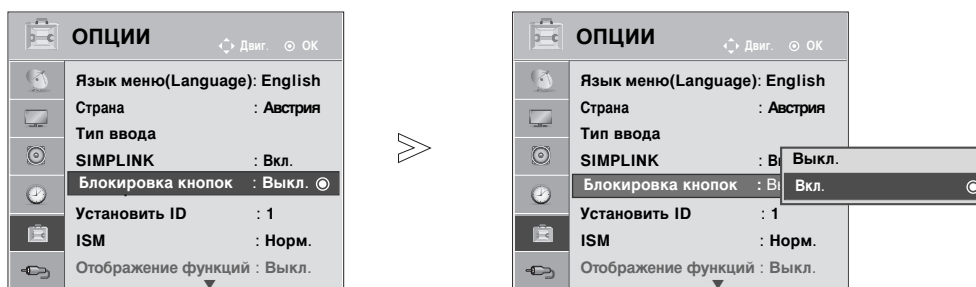 ОПЦИИ
Двиг. OK
Язык меню(Language): English
Страна : Австрия
Тип ввода
SIMPLINK : Вкл.
Блокировка кнопок : Выкл.
Установить ID : 1
ISM : Норм.
Отображение функций : Выкл.
ОПЦИИ
Двиг. OK
Язык меню(Language): English
Страна : Австрия
Тип ввода
SIMPLINK : В
Блокировка кнопок : В
Установить ID : 1
ISM : Норм.
Отображение функций : Выкл.
Выкл.
Вкл.